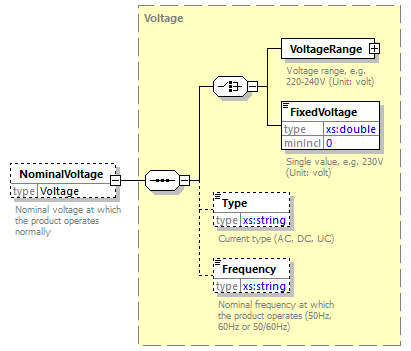 Voltage
VoltageRange
Voltage range, e.g.
220-240V (Unit: volt)
FixedVoltage
type xs:double
minIncl 0
Single value, e.g. 230V
(Unit: volt)
NominalVoltage
type Voltage
Nominal voltage at which
the product operates
normally
Type
type xs:string
Current type (AC, DC, UC)
Frequency
type xs:string
Nominal frequency at which
the product operates (50Hz,
60Hz or 50/60Hz)